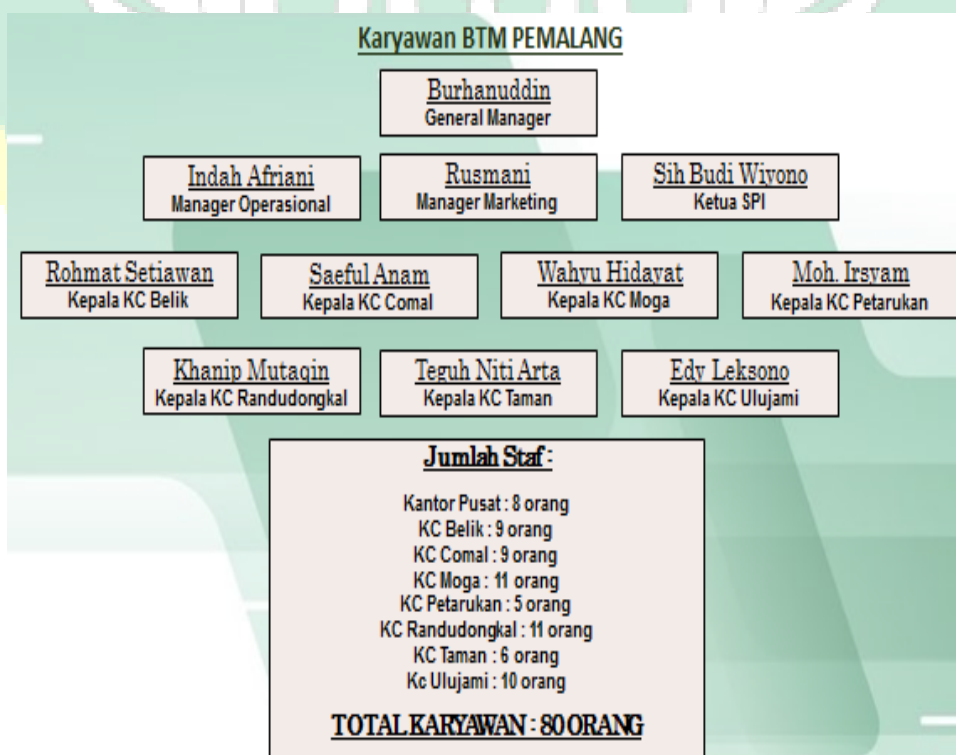 Karyawan BTM PEMALANG
Burhanuddin
General Manager
Indah Afriani
Manager Operasional
Rusmani
Manager Marketing
Sih Budi Wiyono
Ketua SPI
Rohmat Setiawan
Kepala KC Belik
Saeful Anam
Kepala KC Comal
Wahyu Hidayat
Kepala KC Moga
Moh. Irsyam
Kepala KC Petarukan
Khanip Mutaqin
Kepala KC Randudongkal
Teguh Niti Arta
Kepala KC Taman
Edy Leksono
Kepala KC Ulujami
Jumlah Staf :
Kantor Pusat : 8 orang
KC Belik : 9 orang
KC Comal : 9 orang
KC Moga : 11 orang
KC Petarukan : 5 orang
KC Randudongkal : 11 orang
KC Taman : 6 orang
Kc Ulujami : 10 orang
TOTAL KARYAWAN : 80 ORANG